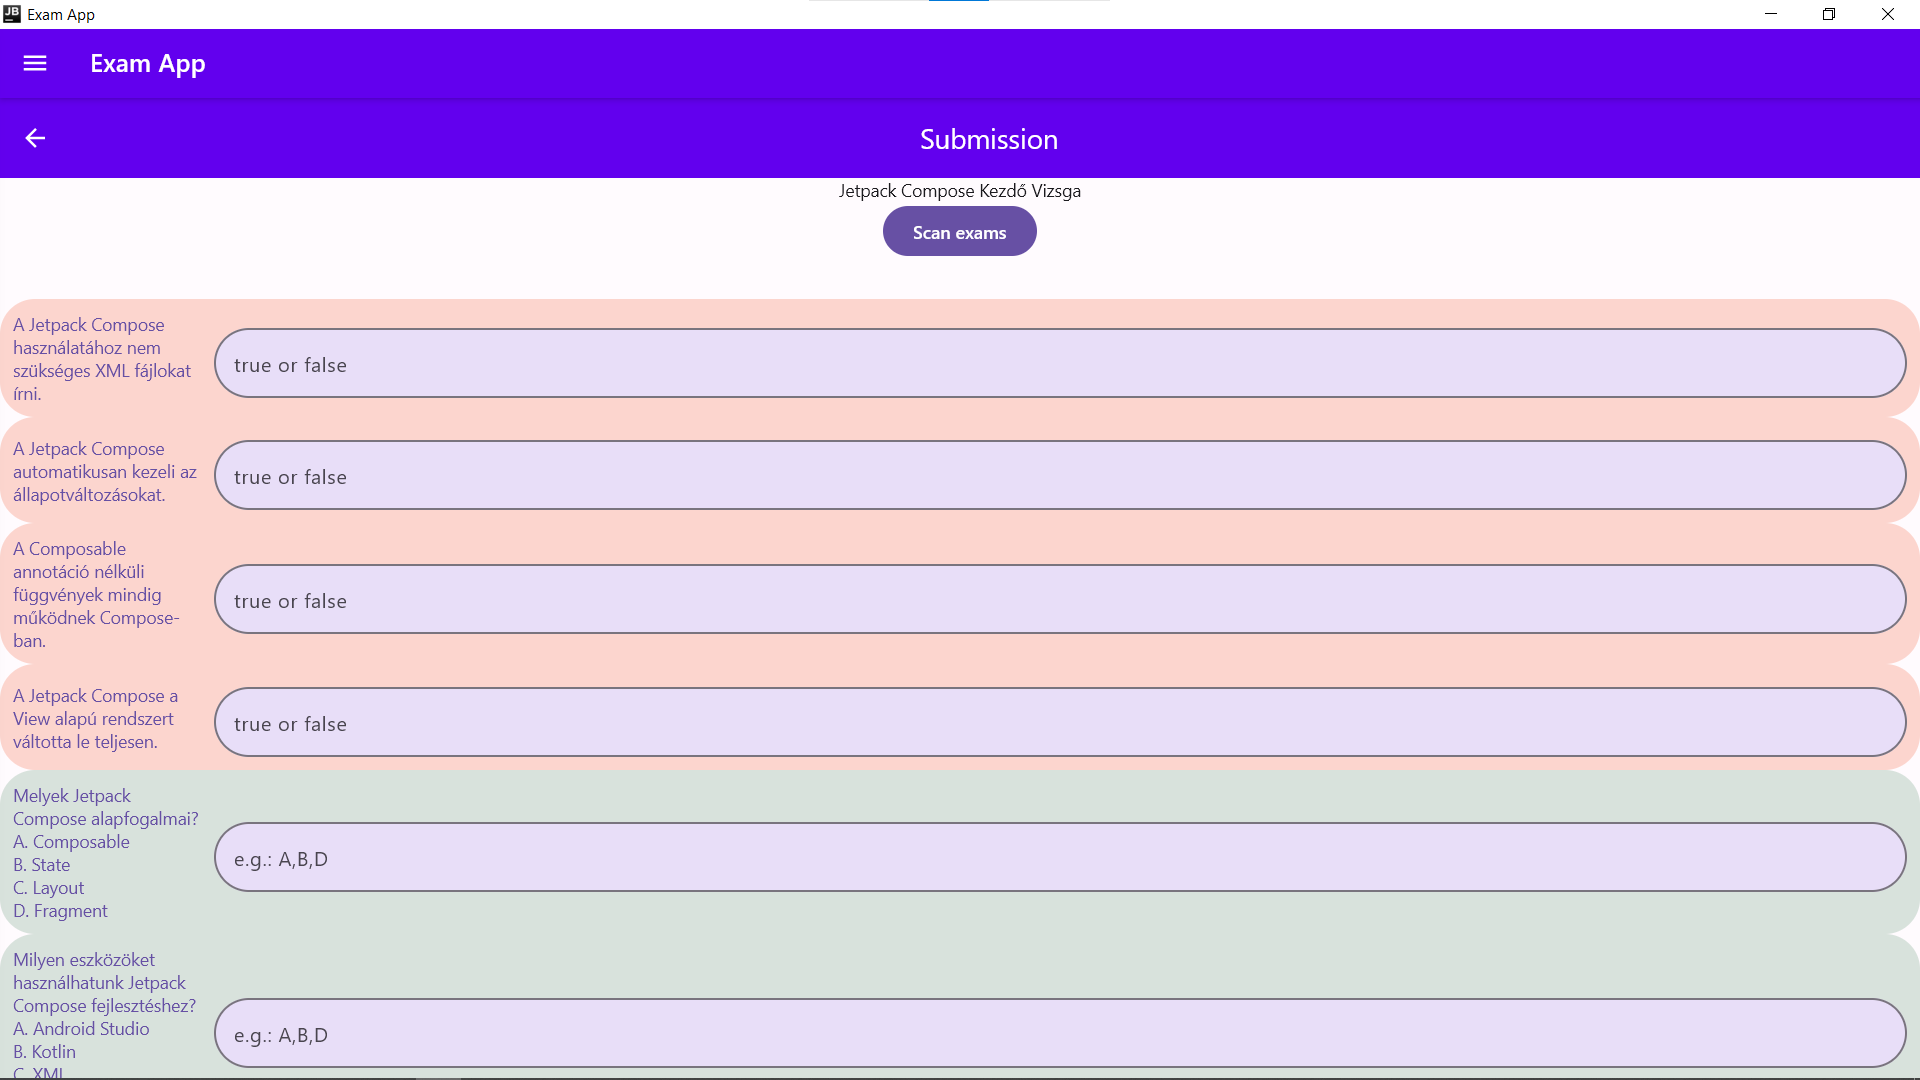 JB
Exam App
Exam App
Submission
Jetpack Compose Kezdő Vizsga
Scan exams
A Jetpack Compose
használatához nem
szükséges XML fájlokat
írni.
true or false
A Jetpack Compose
automatikusan kezeli az
állapotváltozásokat.
true or false
A Composable
annotáció nélküli
függvények mindig
működnek Compose-
ban.
true or false
A Jetpack Compose a
View alapú rendszert
váltotta le teljesen.
true or false
Melyek Jetpack
Compose alapfogalmai?
A. Composable
B. State
C. Layout
D. Fragment
e.g.: A,B,D
Milyen eszközöket
használhatunk Jetpack
Compose fejlesztéshez?
A. Android Studio
B. Kotlin
C. XML
e.g.: A,B,D